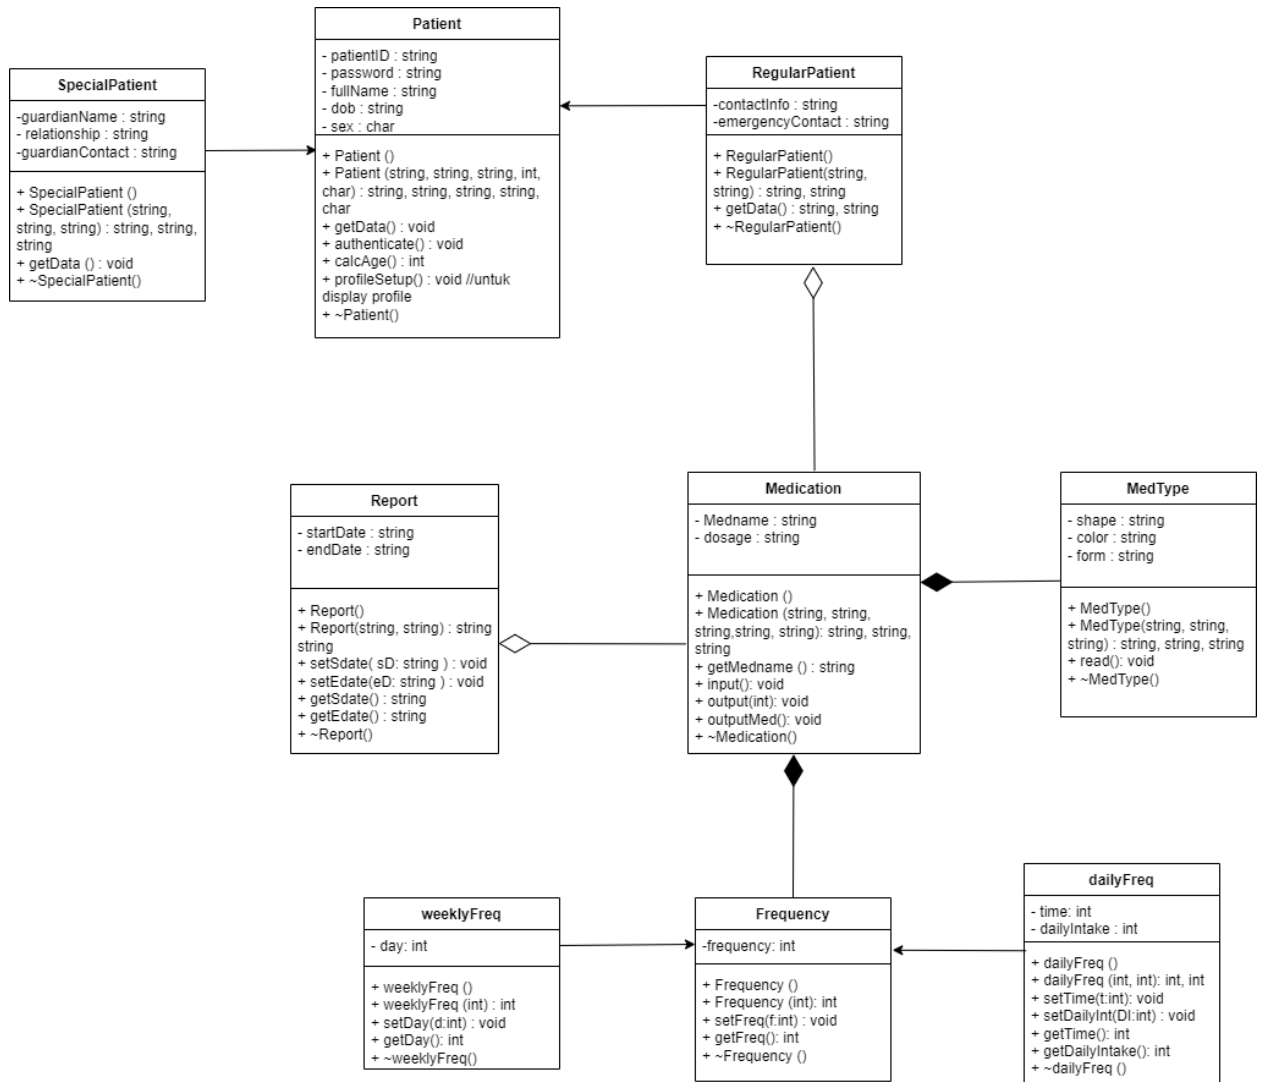 Patient
- patientID : string
- password : string
- fullName : string
- dob : string
- sex : char
+ Patient ()
+ Patient (string, string, string, int,
char) : string, string, string, string,
char
+ getData() : void
+ authenticate() : void
+ calcAge() : int
+ profileSetup() : void //untuk
display profile
+ ~Patient()
SpecialPatient
-guardianName : string
- relationship : string
-guardianContact : string
+ SpecialPatient ()
+ SpecialPatient (string,
string, string) : string, string,
string
+ getData () : void
+ ~SpecialPatient()
RegularPatient
-contactInfo : string
-emergencyContact : string
+ RegularPatient()
+ RegularPatient(string,
string) : string, string
+ getData() : string, string
+ ~RegularPatient()
Report
- startDate : string
- endDate : string
+ Report()
+ Report(string, string) : string
string
+ setSdate( sD: string ) : void
+ setEdate(eD: string ) : void
+ getSdate() : string
+ getEdate() : string
+ ~Report()
Medication
- Medname : string
- dosage : string
+ Medication ()
+ Medication (string, string,
string,string, string): string, string,
string
+ getMedname () : string
+ input(): void
+ output(int): void
+ outputMed(): void
+ ~Medication()
MedType
- shape : string
- color : string
- form : string
+ MedType()
+ MedType(string, string,
string) : string, string, string
+ read(): void
+ ~MedType()
weeklyFreq
- day: int
+ weeklyFreq ()
+ weeklyFreq (int) : int
+ setDay(d:int) : void
+ getDay(): int
+ ~weeklyFreq()
Frequency
-frequency: int
+ Frequency ()
+ Frequency (int): int
+ setFreq(f:int) : void
+ getFreq(): int
+ ~Frequency ()
dailyFreq
- time: int
- dailyIntake : int
+ dailyFreq ()
+ dailyFreq (int, int): int, int
+ setTime(t:int): void
+ setDailyInt(DI:int) : void
+ getTime(): int
+ getDailyIntake(): int
+ ~dailyFreq ()